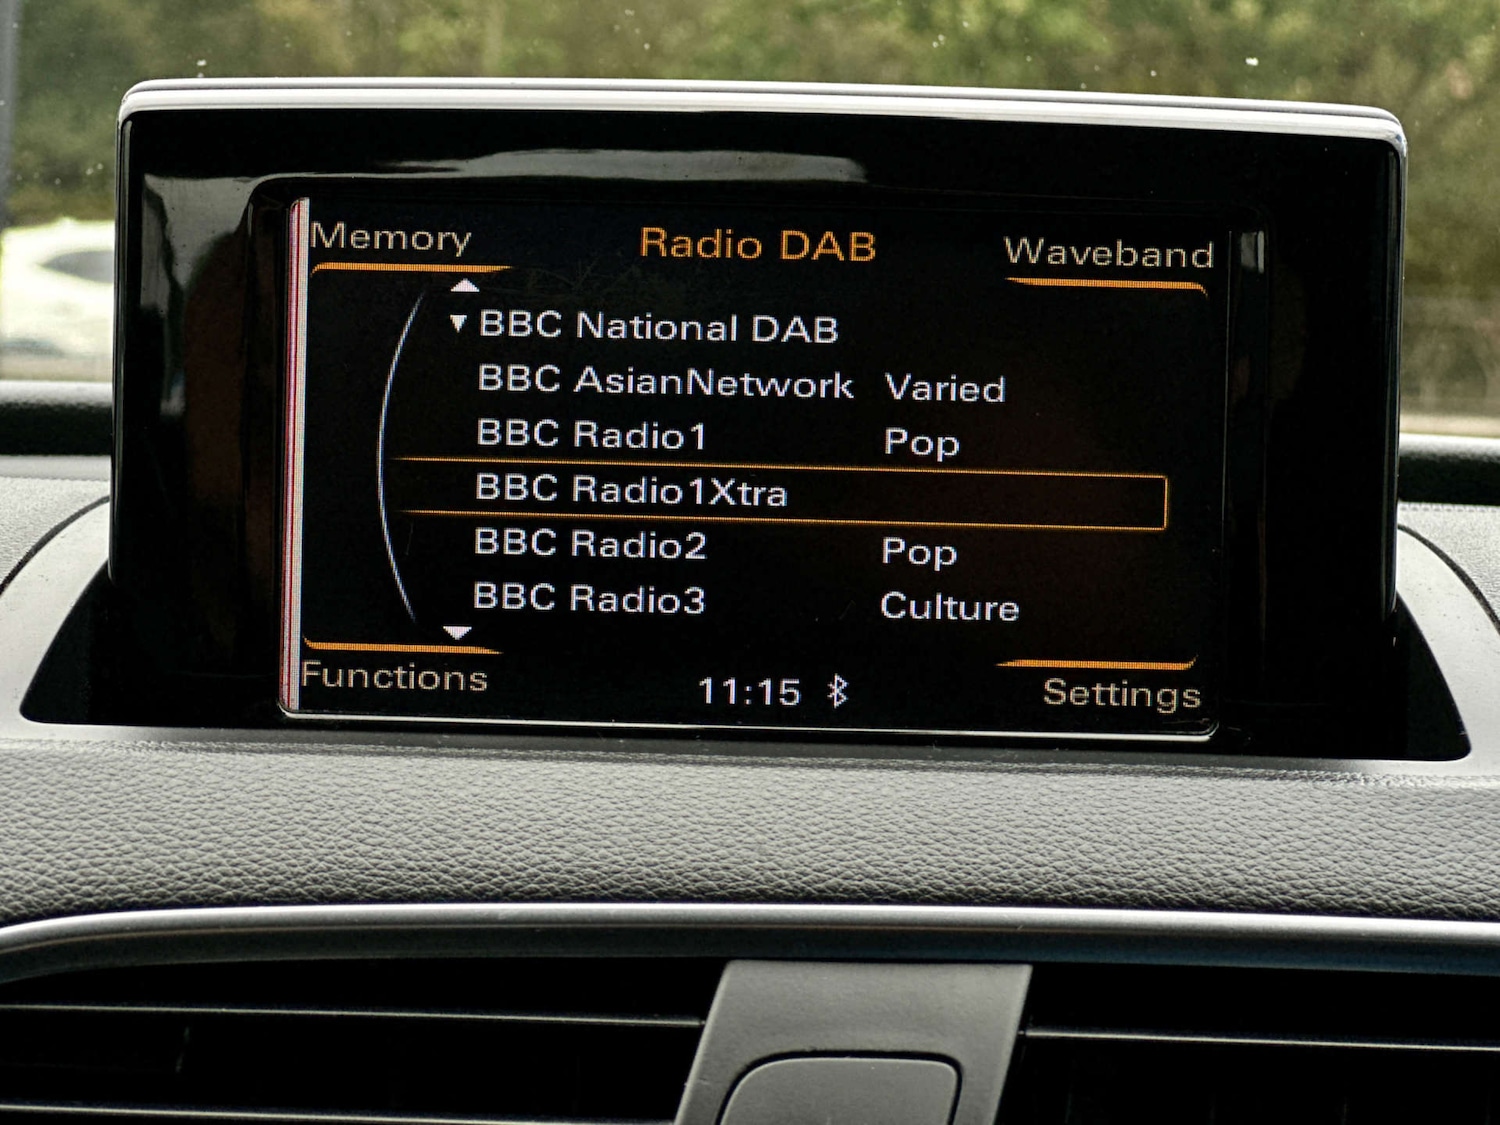 Memory Radio DAB Waveband
BBC National DAB
BBC AsianNetwork Varied
BBC Radio1 Pop
BBC Radio1Xtra
BBC Radio2 Pop
BBC Radio3 Culture
Functions 11:15 Settings